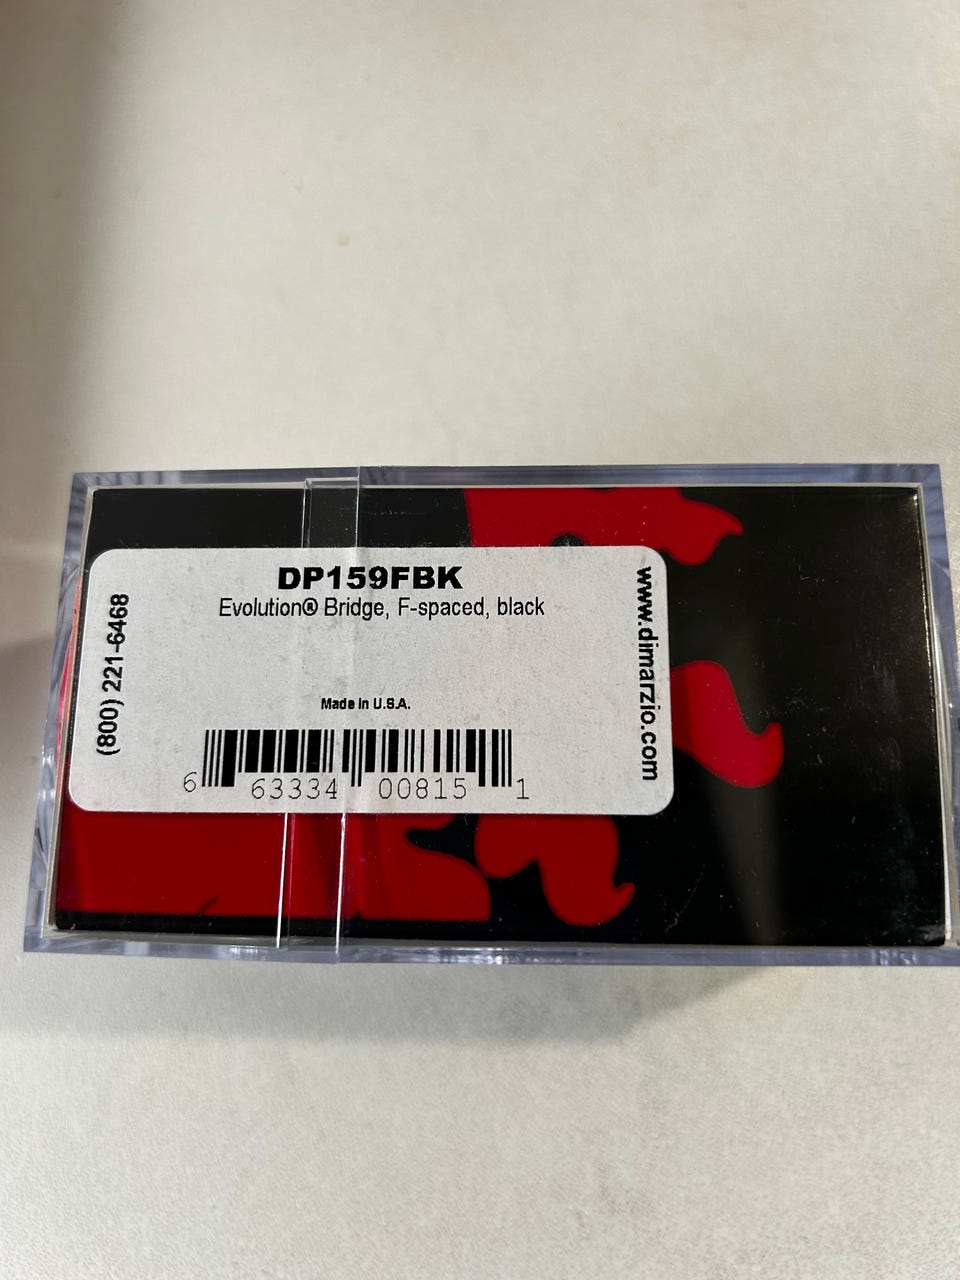 DP159FBK
Evolution® Bridge, F-spaced, black
(800) 221-6468
www.dimarzio.com
Made in U.S.A.
6 63334 00815 1